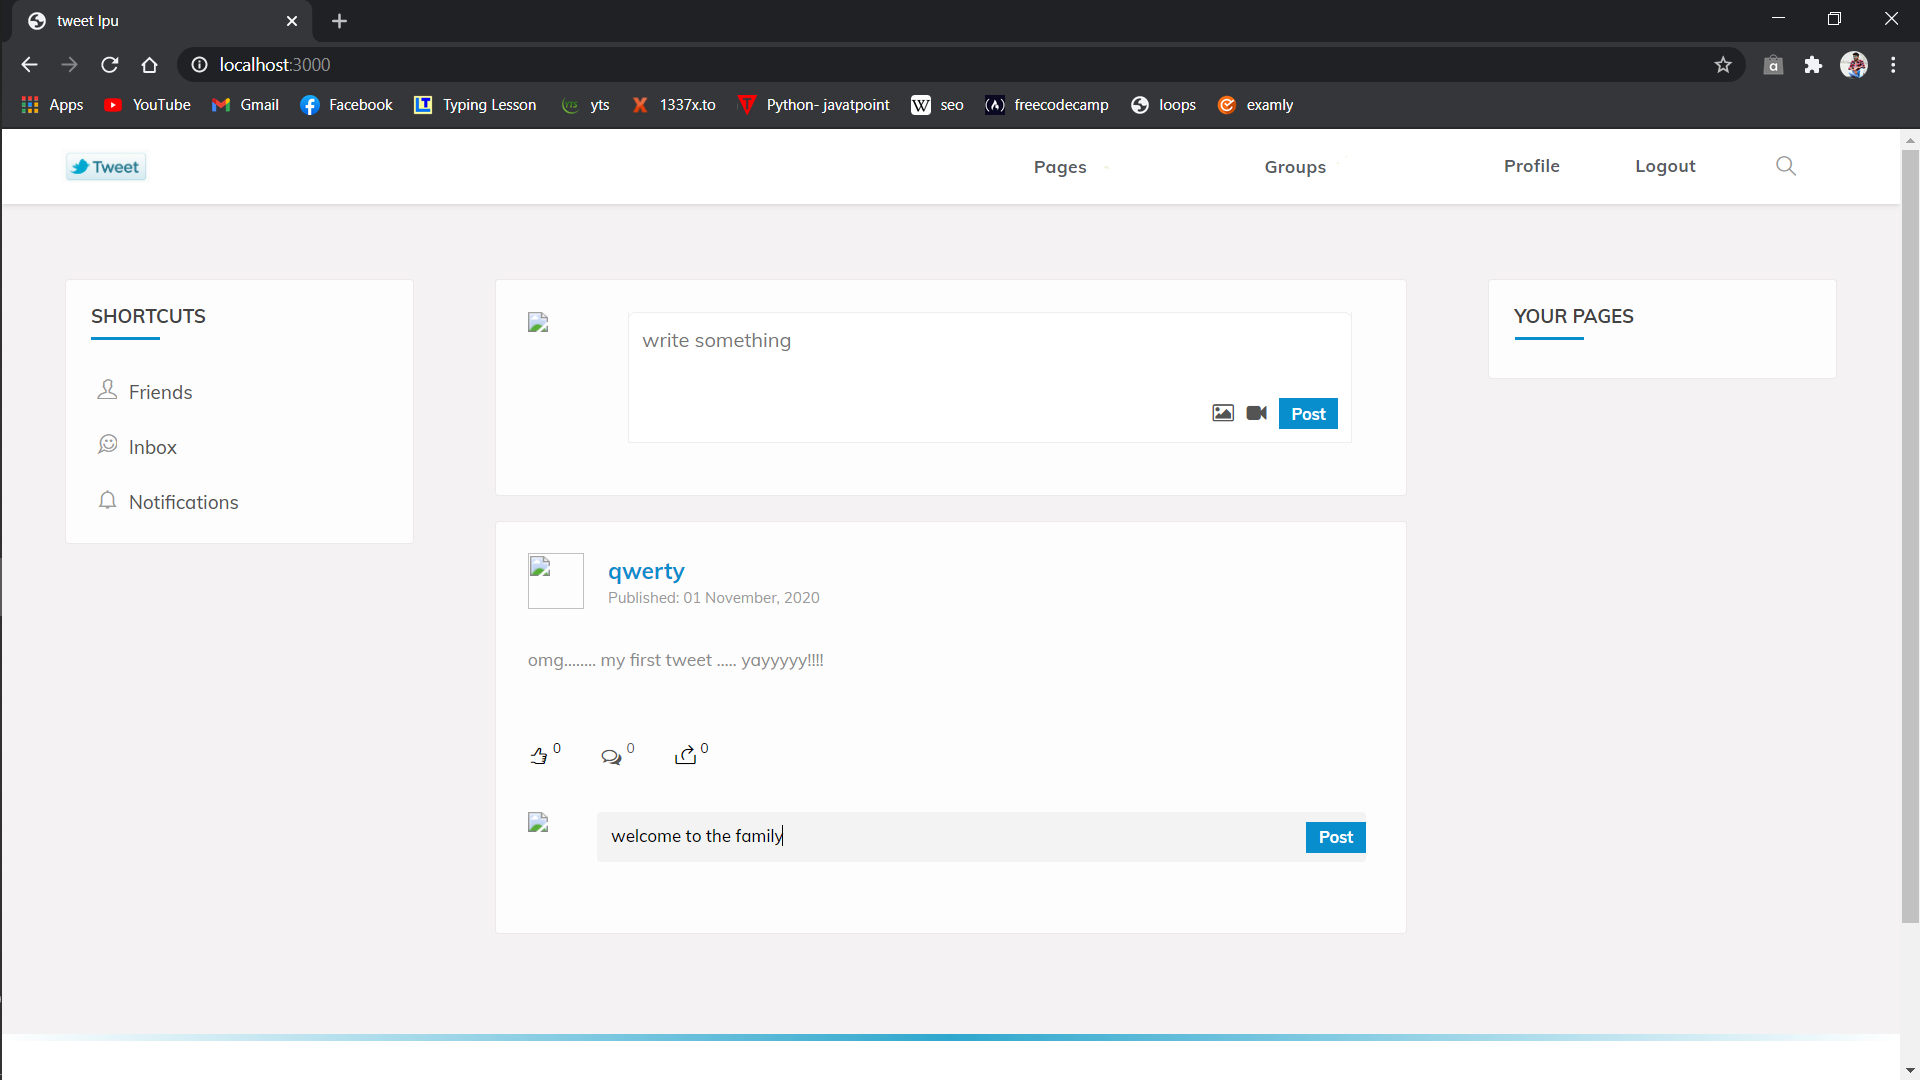 tweet lpu
localhost:3000
Apps YouTube Gmail Facebook Typing Lesson yts 1337x.to Python- javatpoint seo freecodecamp loops examly
Tweet Pages Groups Profile Logout
SHORTCUTS
Friends
Inbox
Notifications
write something
Post
YOUR PAGES
qwerty
Published: 01 November, 2020
omg........ my first tweet ..... yayyyyy!!!!
0 0 0
welcome to the family
Post